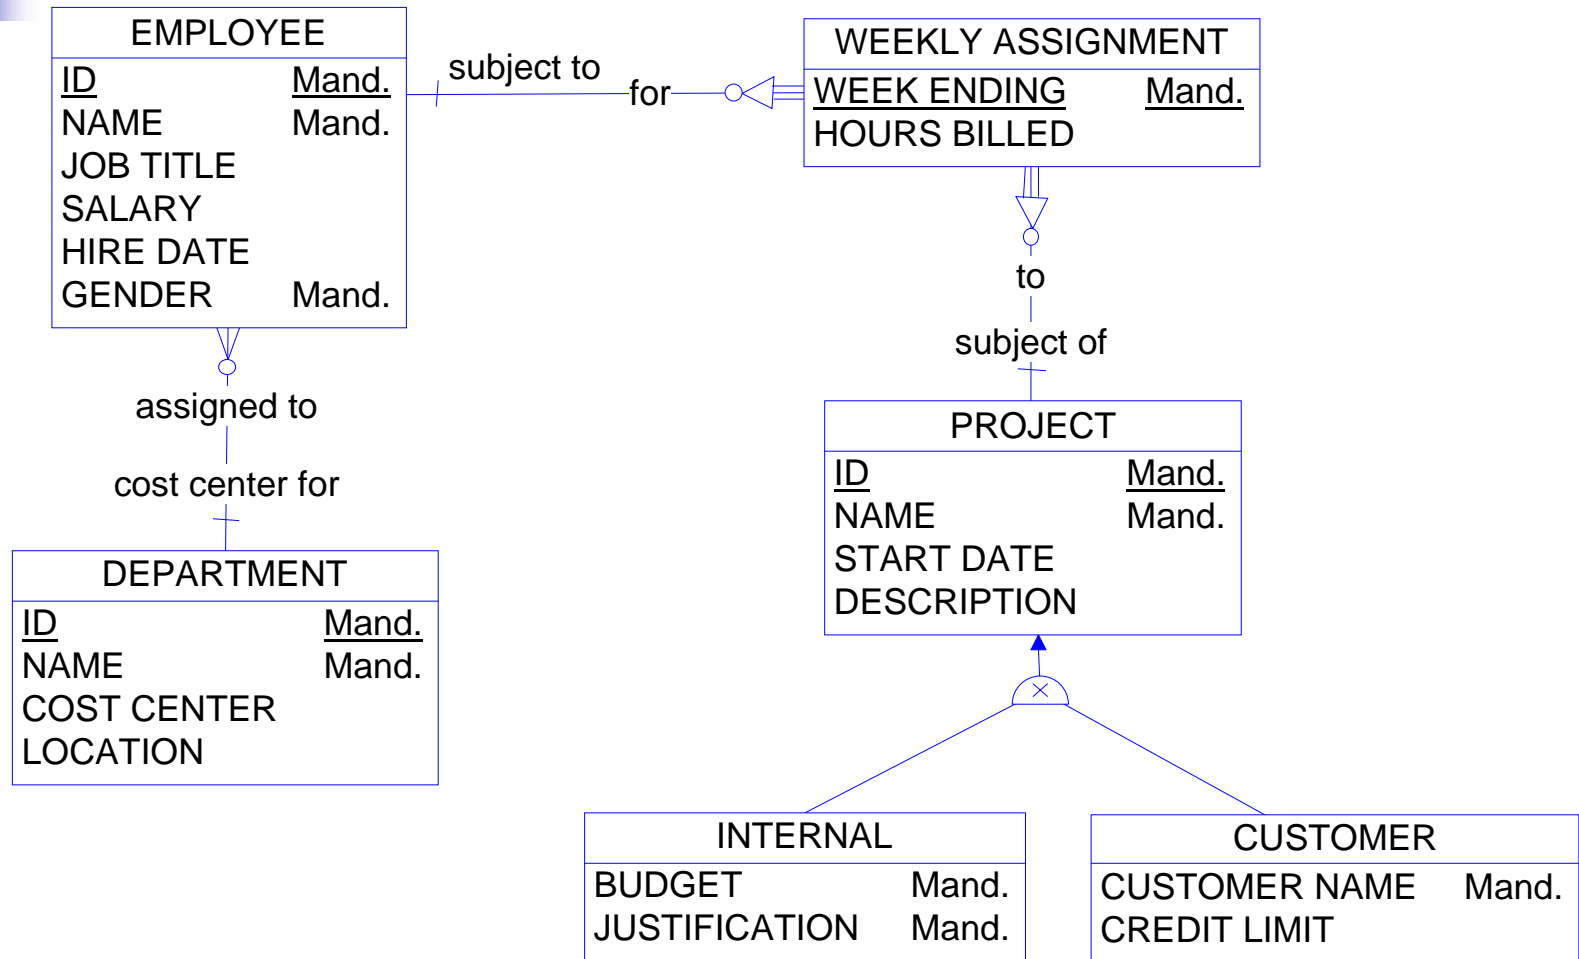 EMPLOYEE
ID Mand.
NAME Mand.
JOB TITLE
SALARY
HIRE DATE
GENDER Mand.
subject to
for
WEEKLY ASSIGNMENT
WEEK ENDING Mand.
HOURS BILLED
to
subject of
assigned to
cost center for
PROJECT
ID Mand.
NAME Mand.
START DATE
DESCRIPTION
DEPARTMENT
ID Mand.
NAME Mand.
COST CENTER
LOCATION
INTERNAL
BUDGET Mand.
JUSTIFICATION Mand.
CUSTOMER
CUSTOMER NAME Mand.
CREDIT LIMIT